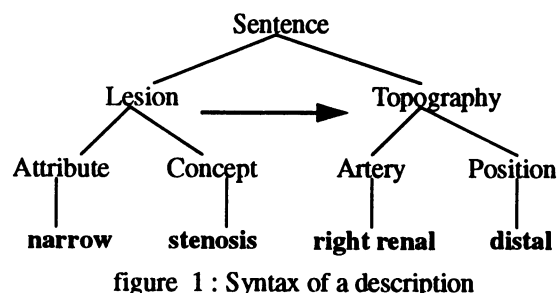 Sentence
Lesion Topography
Attribute Concept Artery Position
narrow stenosis right renal distal
figure 1 : Syntax of a description